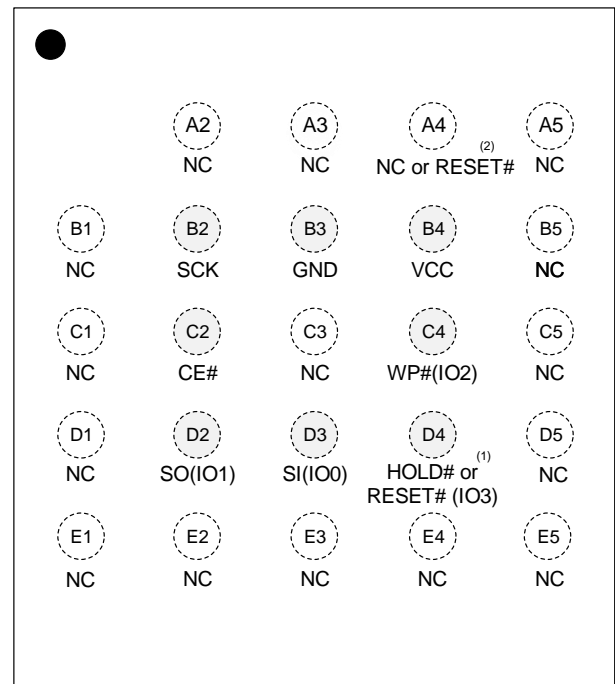 A2 A3 A4 A5
(2)
NC NC NC or RESET# NC
B1 B2 B3 B4 B5
NC SCK GND VCC NC
C1 C2 C3 C4 C5
NC CE# NC WP#(IO2) NC
D1 D2 D3 D4 D5
(1)
NC SO(IO1) SI(IO0) HOLD# or NC
RESET# (IO3)
E1 E2 E3 E4 E5
NC NC NC NC NC